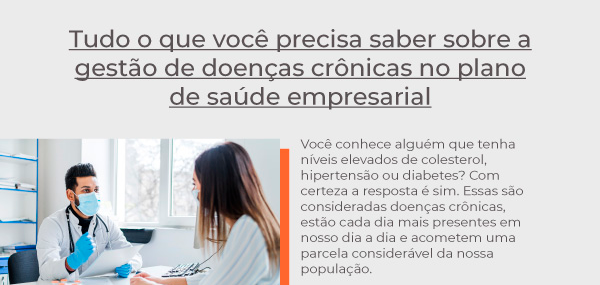 Tudo o que você precisa saber sobre a
gestão de doenças crônicas no plano
de saúde empresarial
Você conhece alguém que tenha
níveis elevados de colesterol,
hipertensão ou diabetes? Com
certeza a resposta é sim. Essas são
consideradas doenças crônicas,
estão cada dia mais presentes em
nosso dia a dia e acometem uma
parcela considerável da nossa
população.